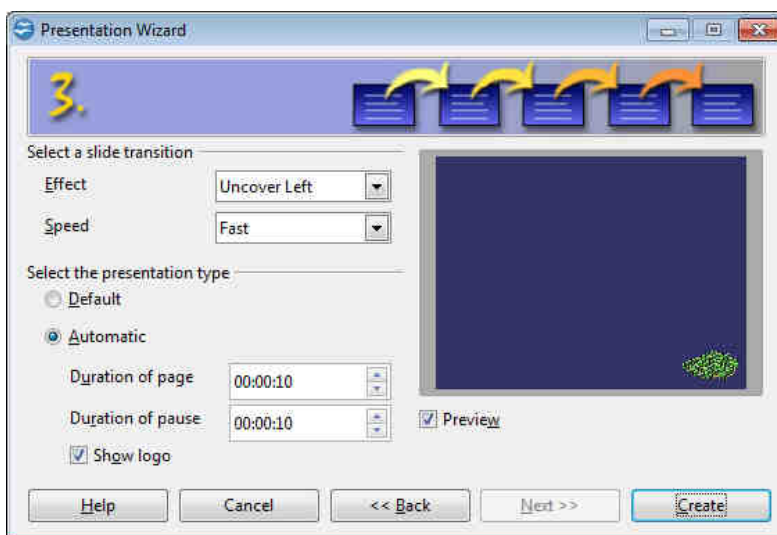 Presentation Wizard
3.
Select a slide transition
Effect
Uncover Left
Speed
Fast
Select the presentation type
Default
Automatic
Duration of page
00:00:10
Duration of pause
00:00:10
Preview
Show logo
Help
Cancel
<< Back
Next >>
Create